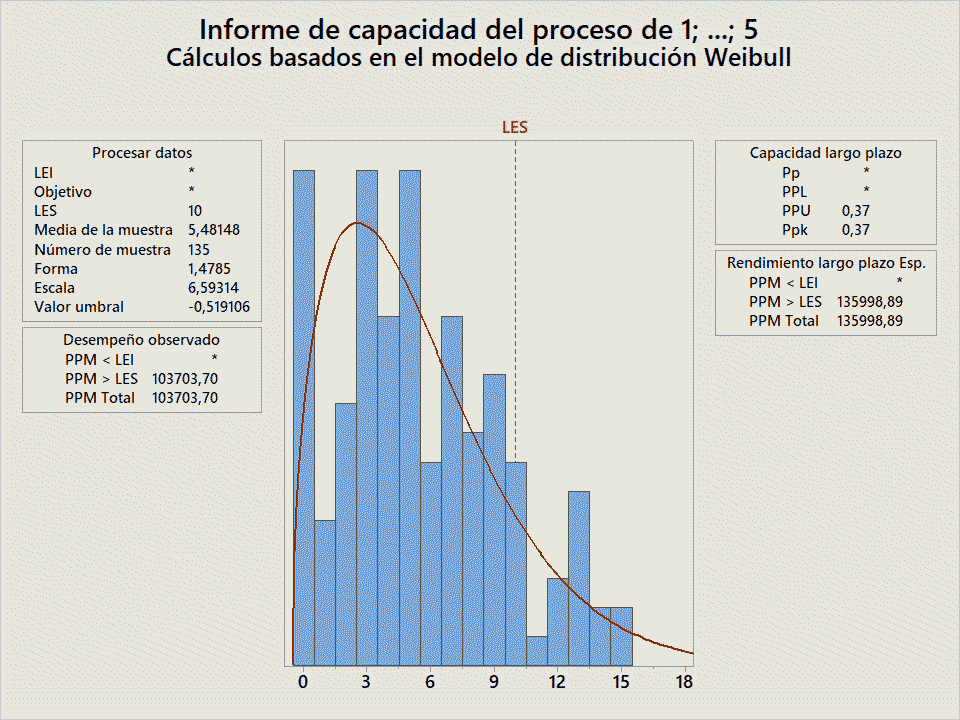 Informe de capacidad del proceso de 1; ...; 5
Cálculos basados en el modelo de distribución Weibull
LES
Procesar datos
LEI *
Objetivo *
LES 10
Media de la muestra 5,48148
Número de muestra 135
Forma 1,4785
Escala 6,59314
Valor umbral -0,519106
Desempeño observado
PPM < LEI *
PPM > LES 103703,70
PPM Total 103703,70
Capacidad largo plazo
Pp *
PPL *
PPU 0,37
Ppk 0,37
Rendimiento largo plazo Esp.
PPM < LEI *
PPM > LES 135998,89
PPM Total 135998,89
0 3 6 9 12 15 18